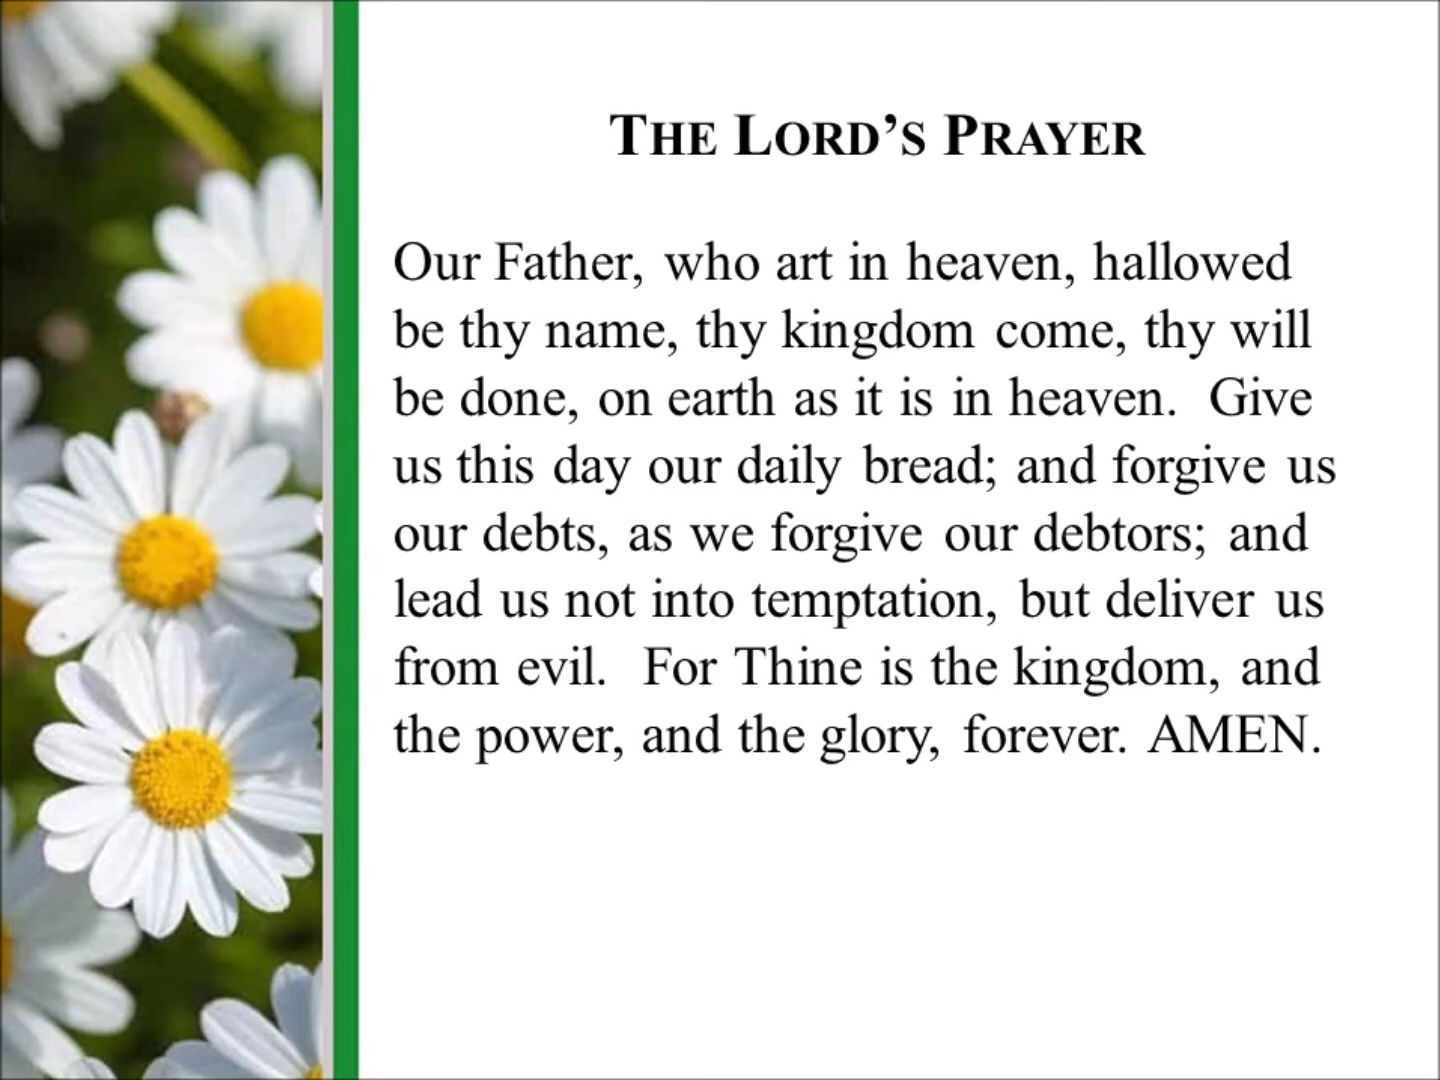 THE LORD’S PRAYER
Our Father, who art in heaven, hallowed
be thy name, thy kingdom come, thy will
be done, on earth as it is in heaven.  Give
us this day our daily bread; and forgive us
our debts, as we forgive our debtors; and
lead us not into temptation, but deliver us
from evil.  For Thine is the kingdom, and
the power, and the glory, forever. AMEN.